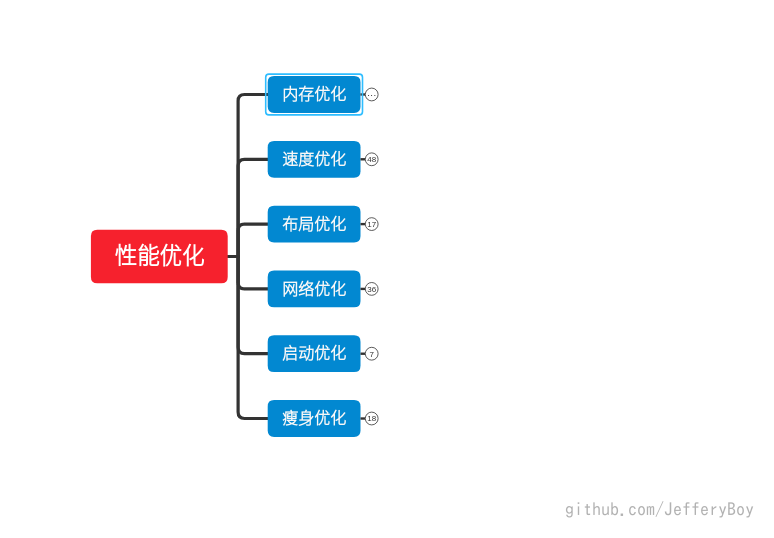 性能优化
内存优化 ...
速度优化 48
布局优化 17
网络优化 36
启动优化 7
瘦身优化 18
github.com/JefferyBoy